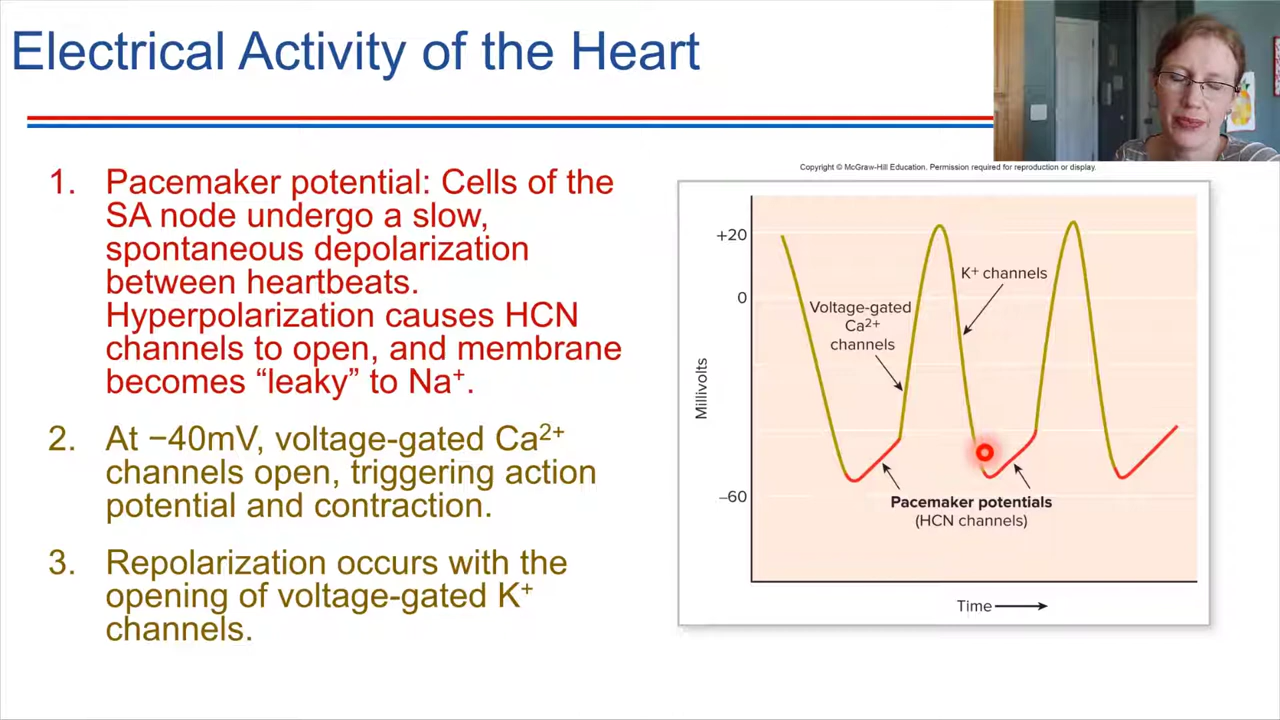 Electrical Activity of the Heart
1. Pacemaker potential: Cells of the
SA node undergo a slow,
spontaneous depolarization
between heartbeats.
Hyperpolarization causes HCN
channels to open, and membrane
becomes “leaky” to Na⁺.
2. At −40mV, voltage-gated Ca²⁺
channels open, triggering action
potential and contraction.
3. Repolarization occurs with the
opening of voltage-gated K⁺
channels.
Copyright © McGraw-Hill Education. Permission required for reproduction or display.
+20
0
–60
Millivolts
K⁺ channels
Voltage-gated
Ca²⁺
channels
Pacemaker potentials
(HCN channels)
Time